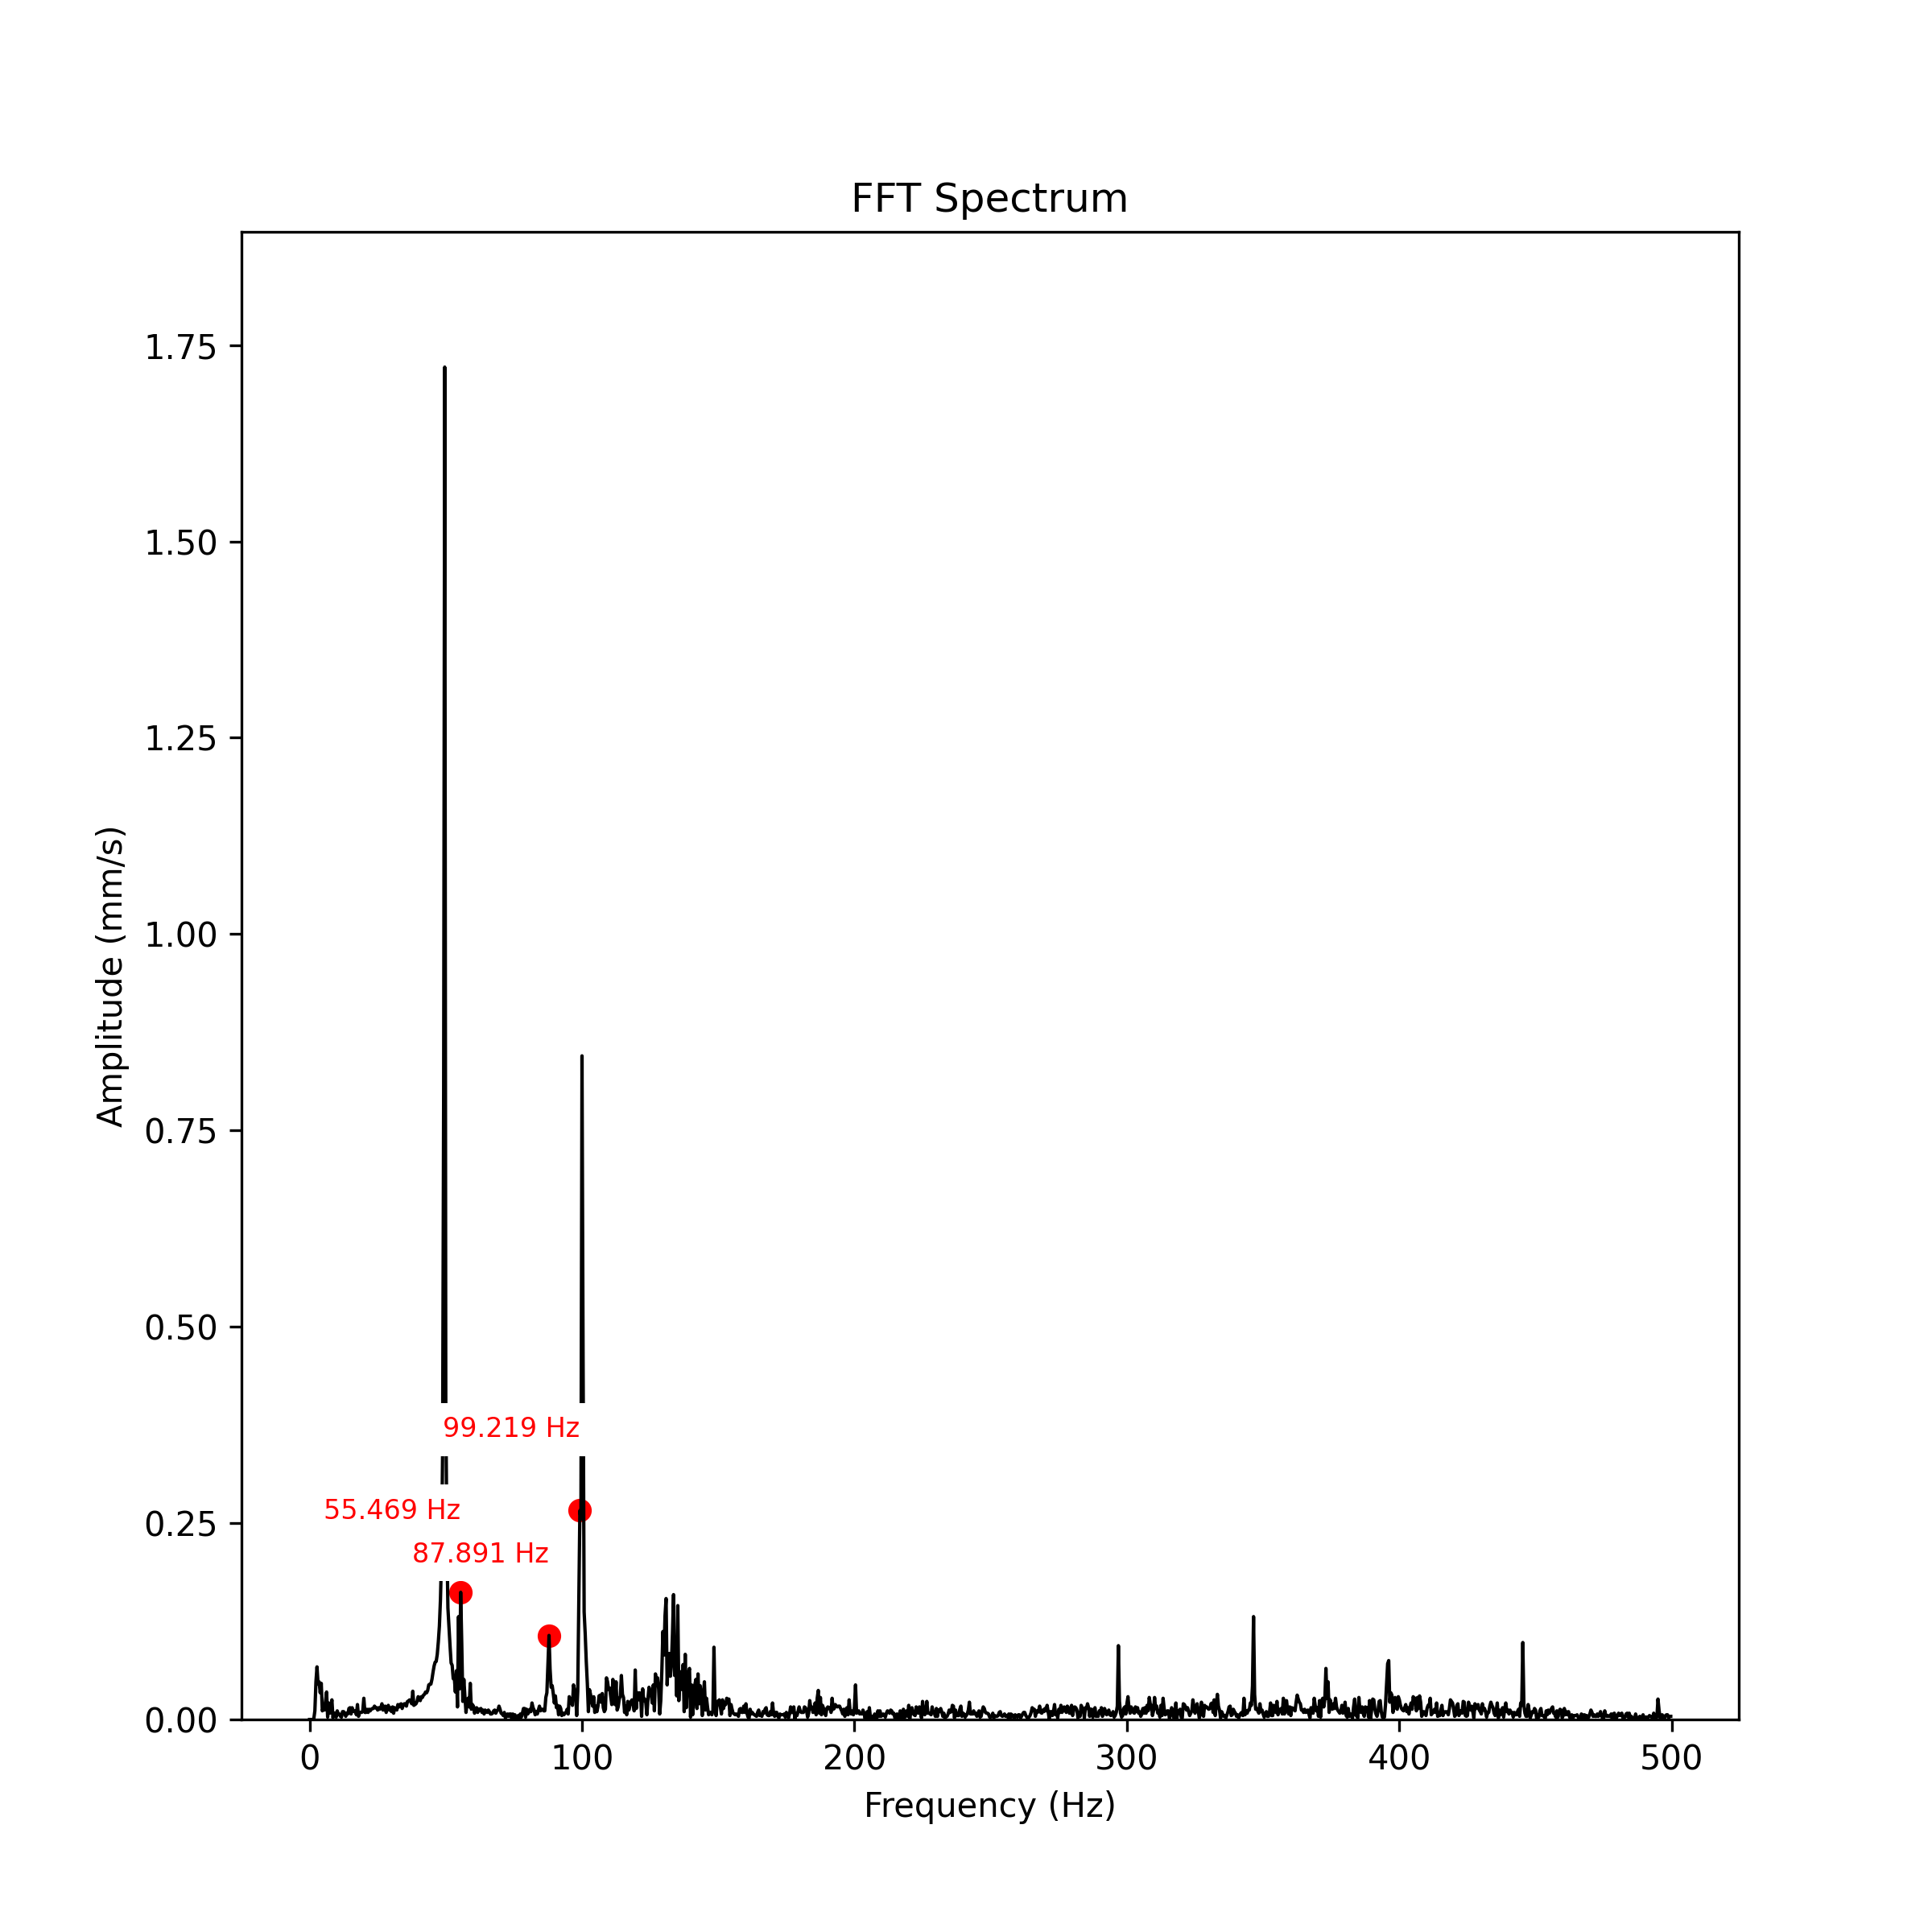 FFT Spectrum
1.75
1.50
1.25
1.00
0.75
0.50
0.25
0.00
Amplitude (mm/s)
99.219 Hz
55.469 Hz
87.891 Hz
0 100 200 300 400 500
Frequency (Hz)